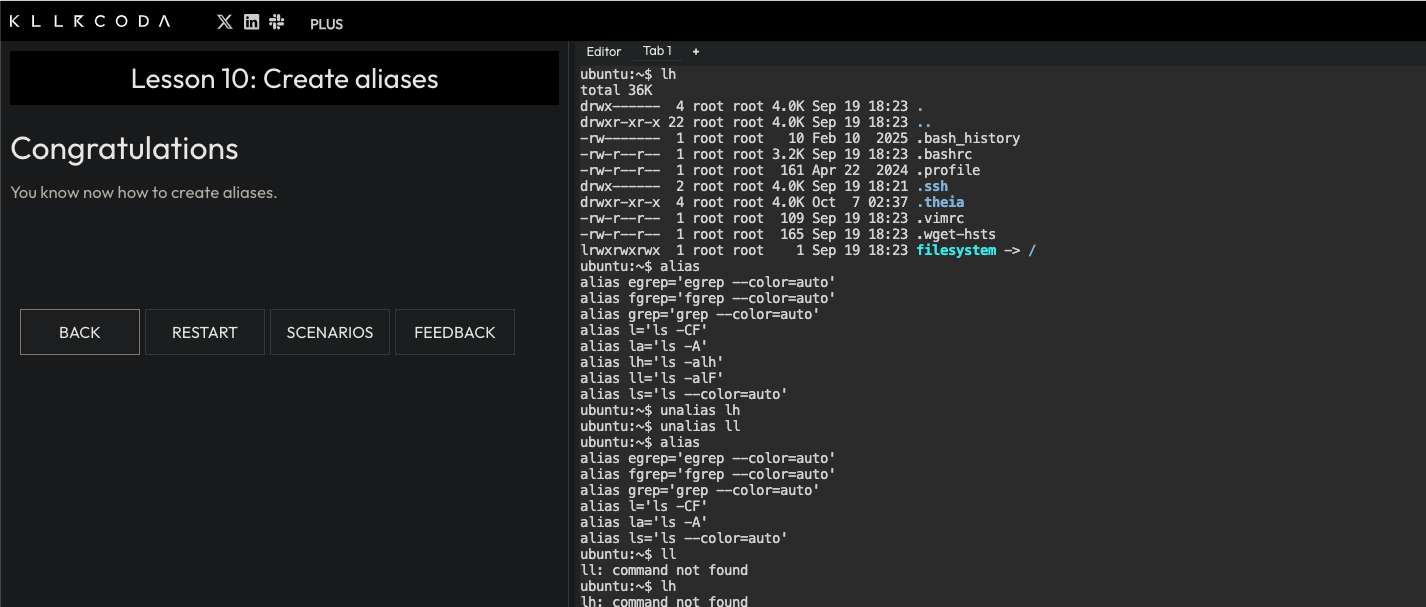 KLLRCODA PLUS
Lesson 10: Create aliases
Congratulations
You know now how to create aliases.
BACK RESTART SCENARIOS FEEDBACK
Editor Tab 1 +
ubuntu:~$ lh
total 36K
drwx------  4 root root 4.0K Sep 19 18:23 .
drwxr-xr-x 22 root root 4.0K Sep 19 18:23 ..
-rw-------  1 root root   10 Feb 10  2025 .bash_history
-rw-r--r--  1 root root 3.2K Sep 19 18:23 .bashrc
-rw-r--r--  1 root root  161 Apr 22  2024 .profile
drwx------  2 root root 4.0K Sep 19 18:21 .ssh
drwxr-xr-x  4 root root 4.0K Oct  7 02:37 .theia
-rw-r--r--  1 root root  109 Sep 19 18:23 .vimrc
-rw-r--r--  1 root root  165 Sep 19 18:23 .wget-hsts
lrwxrwxrwx  1 root root    1 Sep 19 18:23 filesystem -> /
ubuntu:~$ alias
alias egrep='egrep --color=auto'
alias fgrep='fgrep --color=auto'
alias grep='grep --color=auto'
alias l='ls -CF'
alias la='ls -A'
alias lh='ls -alh'
alias ll='ls -alF'
alias ls='ls --color=auto'
ubuntu:~$ unalias lh
ubuntu:~$ unalias ll
ubuntu:~$ alias
alias egrep='egrep --color=auto'
alias fgrep='fgrep --color=auto'
alias grep='grep --color=auto'
alias l='ls -CF'
alias la='ls -A'
alias ls='ls --color=auto'
ubuntu:~$ ll
ll: command not found
ubuntu:~$ lh
lh: command not found